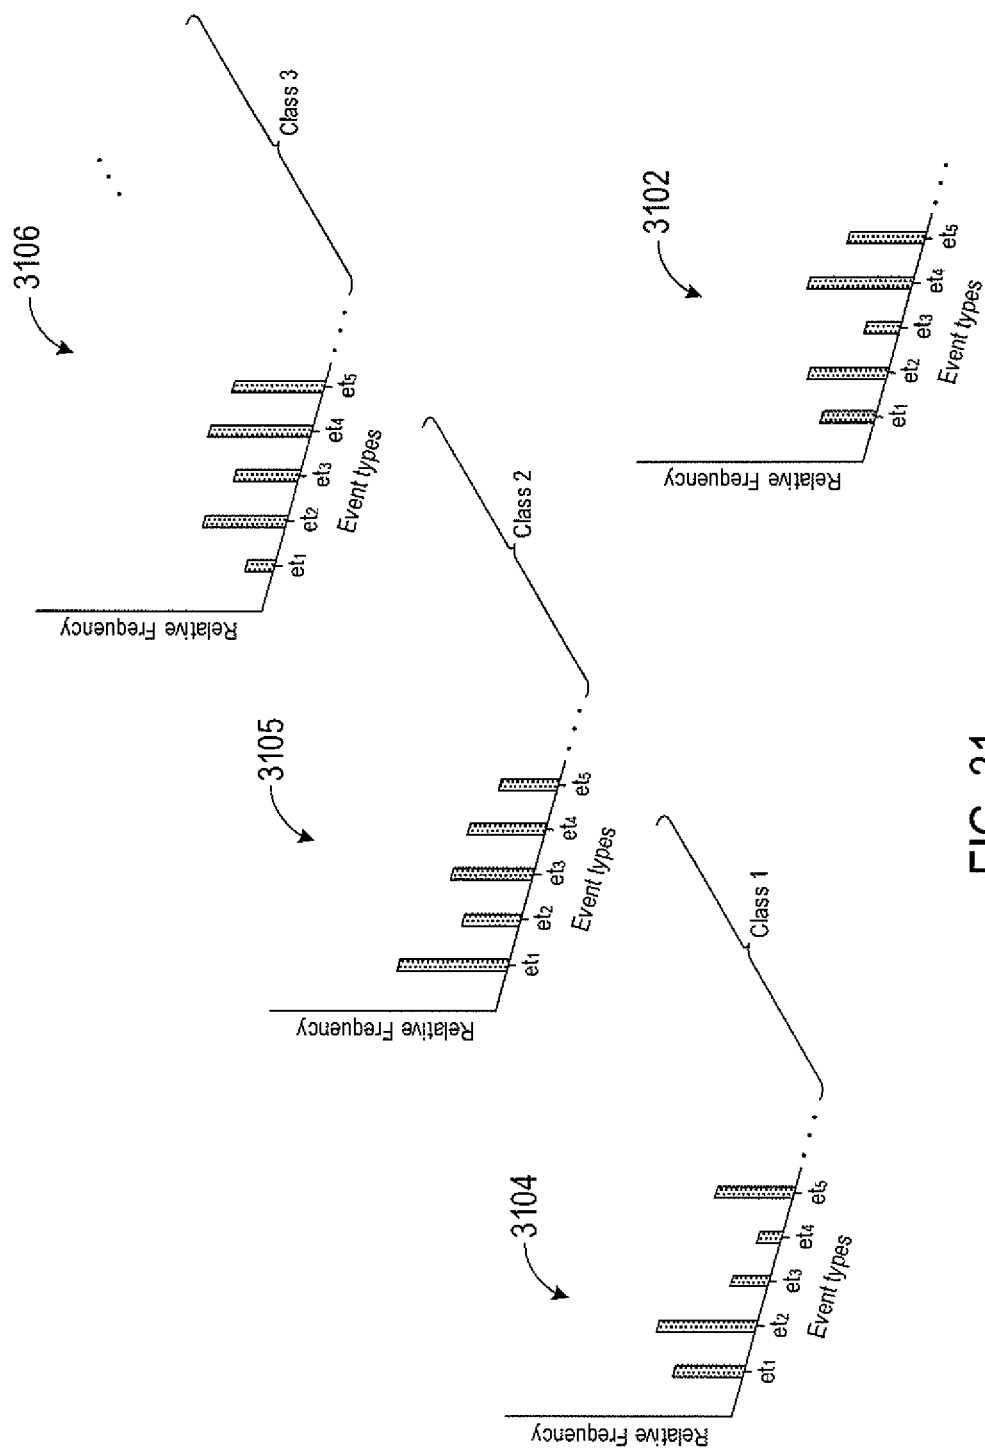 3106
Relative Frequency
et1
et2
et3
et4
et5
Event types
Class 3
3105
Relative Frequency
et1
et2
et3
et4
et5
Event types
Class 2
3102
Relative Frequency
et1
et2
et3
et4
et5
Event types
3104
Relative Frequency
et1
et2
et3
et4
et5
Event types
Class 1